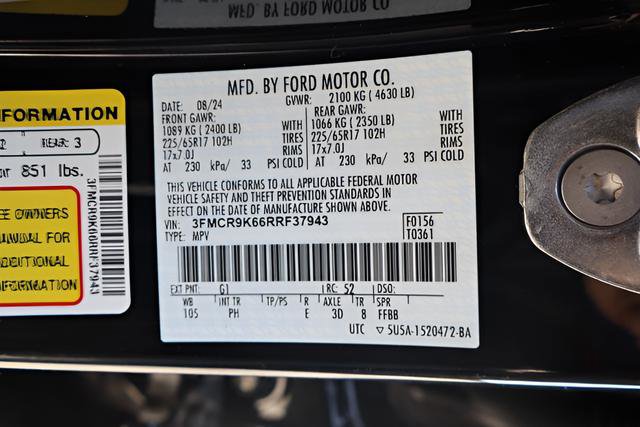 MFD. BY FORD MOTOR CO.
FORMATION
REAR: 3
851 lbs.
3FMCR9K66RRF37943
MFD. BY FORD MOTOR CO.
DATE: 08/24 GVWR: 2100 KG ( 4630 LB)
FRONT GAWR: REAR GAWR:
1089 KG ( 2400 LB) WITH 1066 KG ( 2350 LB) WITH
225/65R17 102H TIRES 225/65R17 102H TIRES
17x7.0J RIMS 17x7.0J RIMS
AT 230 kPa/ 33 PSI COLD AT 230 kPa/ 33 PSI COLD
THIS VEHICLE CONFORMS TO ALL APPLICABLE FEDERAL MOTOR
VEHICLE SAFETY AND THEFT PREVENTION STANDARDS IN
EFFECT ON THE DATE OF MANUFACTURE SHOWN ABOVE.
VIN: 3FMCR9K66RRF37943 F0156
TYPE: MPV T0361
EXT PNT: G1 RC: 52 DSO:
WB INT TR TP/PS R AXLE TR SPR
105 PH E 3D 8 FFBB
UTC ▽5U5A-1520472-BA
OWNERS
MANUAL FOR